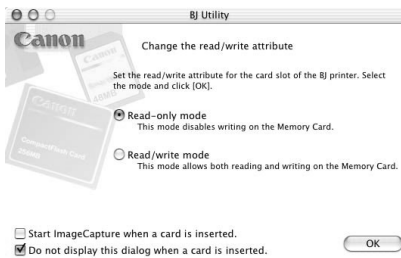 BJ Utility
Canon
Change the read/write attribute
Set the read/write attribute for the card slot of the BJ printer. Select
the mode and click [OK].
Read-only mode
This mode disables writing on the Memory Card.
Read/write mode
This mode allows both reading and writing on the Memory Card.
Start ImageCapture when a card is inserted.
Do not display this dialog when a card is inserted.
OK